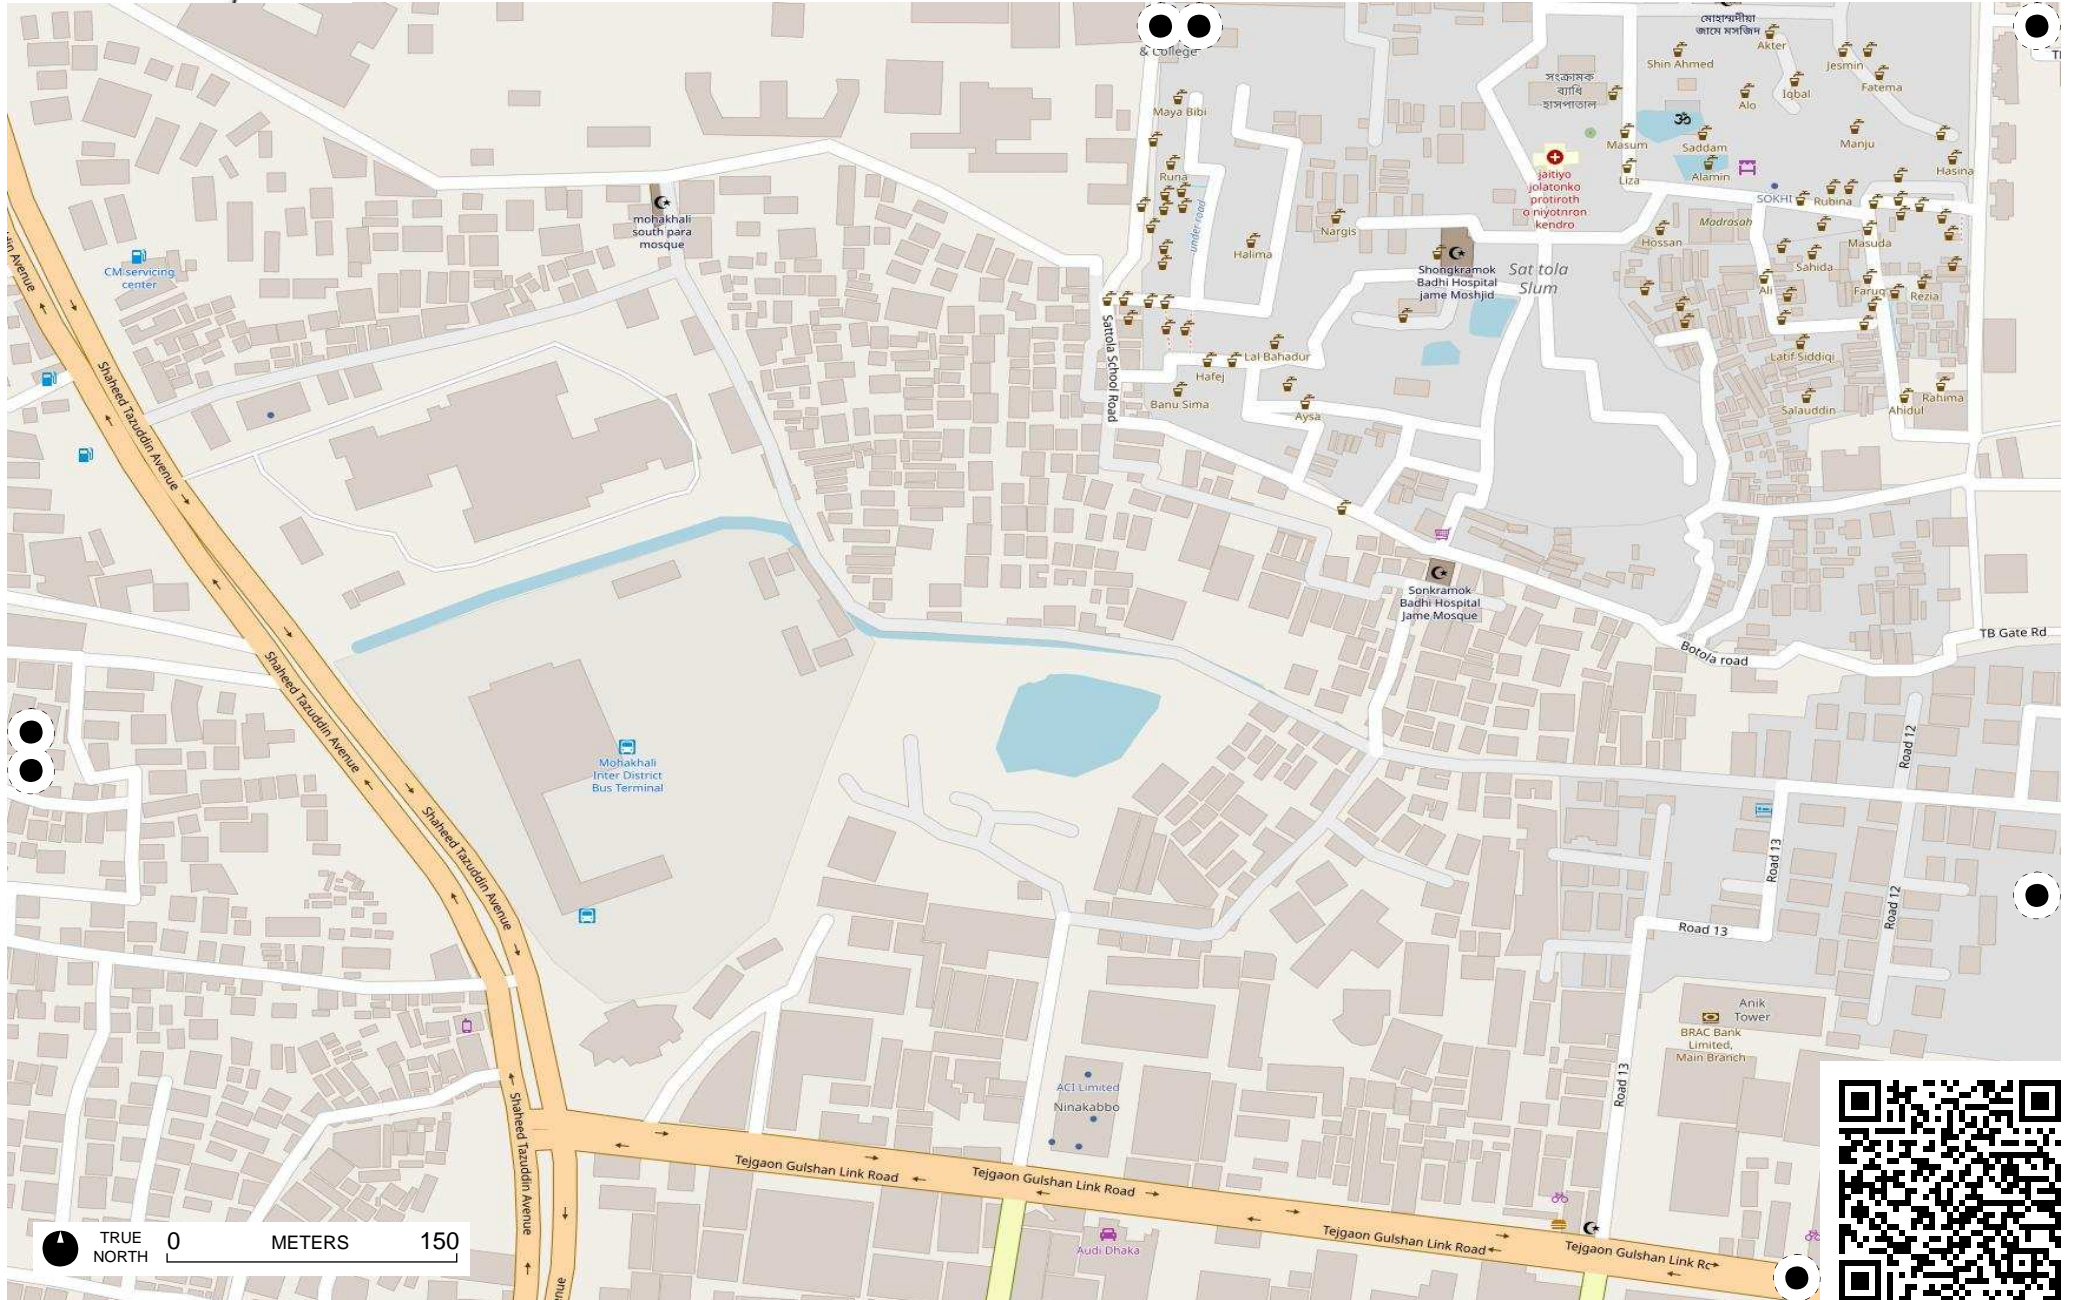 & College
মোহাম্মদীয়া
জামে মসজিদ
Akter
Shin Ahmed
Jesmin
Fatema
Iqbal
Alo
সংক্রামক
ব্যাধি
হাসপাতাল
Maya Bibi
Masum
Saddam
Manju
Hasina
Runa
Liza
Alamin
jaitiyo
jolatonko
protiroth
o niyotnron
kendro
SOKHI
Rubina
mohakhali
south para
mosque
under road
Nargis
Halima
Hossan
Madrasah
Masuda
Sahida
Shongkramok
Badhi Hospital
jame Moshjid
Sat tola
Slum
Ali
Faruq
Rezia
CM servicing
center
Sattola School Road
Lal Bahadur
Hafej
Banu Sima
Aysa
Latif Siddiqi
Salauddin
Ahidul
Rahima
Shaheed Tazuddin Avenue
Sonkramok
Badhi Hospital
Jame Mosque
Botola road
TB Gate Rd
Shaheed Tazuddin Avenue
Mohakhali
Inter District
Bus Terminal
Shaheed Tazuddin Avenue
Road 12
Road 13
Road 12
Road 13
Anik
Tower
BRAC Bank
Limited,
Main Branch
ACI Limited
Ninakabbo
Road 13
Shaheed Tazuddin Avenue
Tejgaon Gulshan Link Road
Tejgaon Gulshan Link Road
Tejgaon Gulshan Link Road
Tejgaon Gulshan Link R
Audi Dhaka
TRUE
NORTH
0 METERS 150